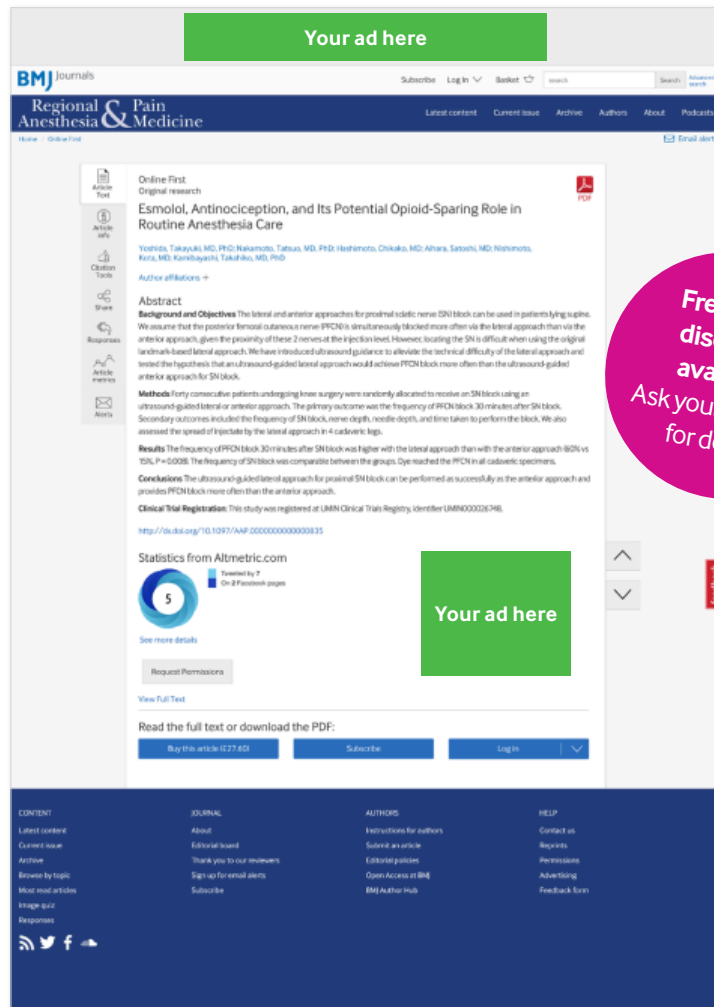 Your ad here
BMJ Journals
Subscribe Log In Basket search Search Advanced search
Regional & Pain
Anesthesia Medicine
Latest content Current issue Archive Authors About Podcasts
Home / Online First
Email alert
Article Text
Article info
Citation Tools
Share
Responses
Article metrics
Alerts
Online First
Original research
PDF
Esmolol, Antinociception, and Its Potential Opioid-Sparing Role in
Routine Anesthesia Care
Yoshida, Takayuki, MD, PhD; Nakamoto, Tatsuo, MD, PhD; Hashimoto, Chikako, MD; Aihara, Satoshi, MD; Nishimoto,
Kota, MD; Kamibayashi, Takahiko, MD, PhD
Author affiliations +
Abstract
Background and Objectives The lateral and anterior approaches for proximal sciatic nerve (SN) block can be used in patients lying supine.
We assume that the posterior femoral cutaneous nerve (PFCN) is simultaneously blocked more often via the lateral approach than via the
anterior approach, given the proximity of these 2 nerves at the injection level. However, locating the SN is difficult when using the original
landmark-based lateral approach. We have introduced ultrasound guidance to alleviate the technical difficulty of the lateral approach and
tested the hypothesis that an ultrasound-guided lateral approach would achieve PFCN block more often than the ultrasound-guided
anterior approach for SN block.
Methods Forty consecutive patients undergoing knee surgery were randomly allocated to receive an SN block using an
ultrasound-guided lateral or anterior approach. The primary outcome was the frequency of PFCN block 30 minutes after SN block.
Secondary outcomes included the frequency of SN block, nerve depth, needle depth, and time taken to perform the block. We also
assessed the spread of injectate by the lateral approach in 4 cadaveric legs.
Results The frequency of PFCN block 30 minutes after SN block was higher with the lateral approach than with the anterior approach (60% vs
15%, P = 0.008). The frequency of SN block was comparable between the groups. Dye reached the PFCN in all cadaveric specimens.
Conclusions The ultrasound-guided lateral approach for proximal SN block can be performed as successfully as the anterior approach and
provides PFCN block more often than the anterior approach.
Clinical Trial Registration: This study was registered at UMIN Clinical Trials Registry, identifier UMIN000026748.
http://dx.doi.org/10.1097/AAP.0000000000000835
Statistics from Altmetric.com
5
Tweeted by 7
On 2 Facebook pages
See more details
Your ad here
Request Permissions
View Full Text
Read the full text or download the PDF:
Buy this article (£27.60) Subscribe Log in
Fre
disc
ava
Ask you
for de
CONTENT
Latest content
Current issue
Archive
Browse by topic
Most read articles
Image quiz
Responses
JOURNAL
About
Editorial board
Thank you to our reviewers
Sign up for email alerts
Subscribe
AUTHORS
Instructions for authors
Submit an article
Editorial policies
Open Access at BMJ
BMJ Author Hub
HELP
Contact us
Reprints
Permissions
Advertising
Feedback form